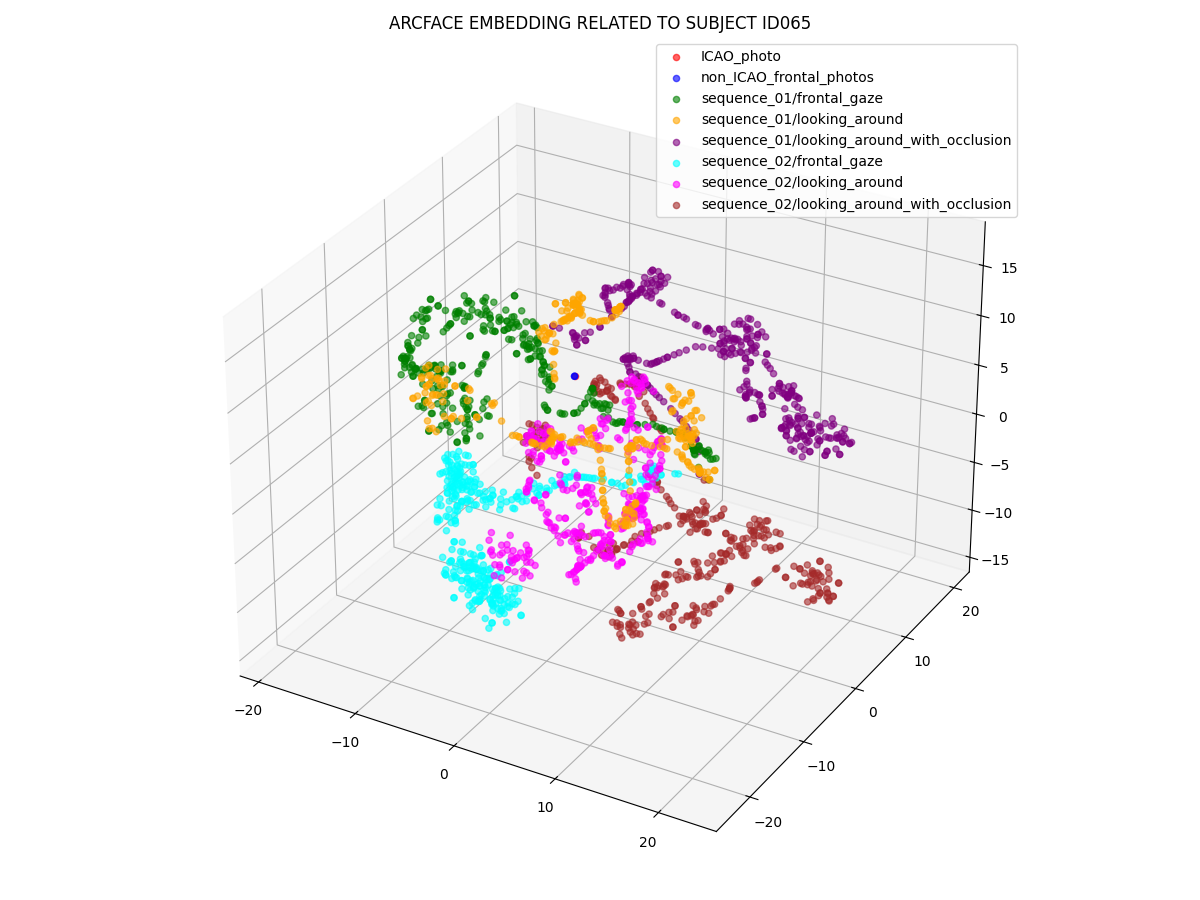 ARCFACE EMBEDDING RELATED TO SUBJECT ID065
ICAO_photo
non_ICAO_frontal_photos
sequence_01/frontal_gaze
sequence_01/looking_around
sequence_01/looking_around_with_occlusion
sequence_02/frontal_gaze
sequence_02/looking_around
sequence_02/looking_around_with_occlusion
15
10
5
0
−5
−10
−15
20
10
0
−10
−20
−20
−10
0
10
20